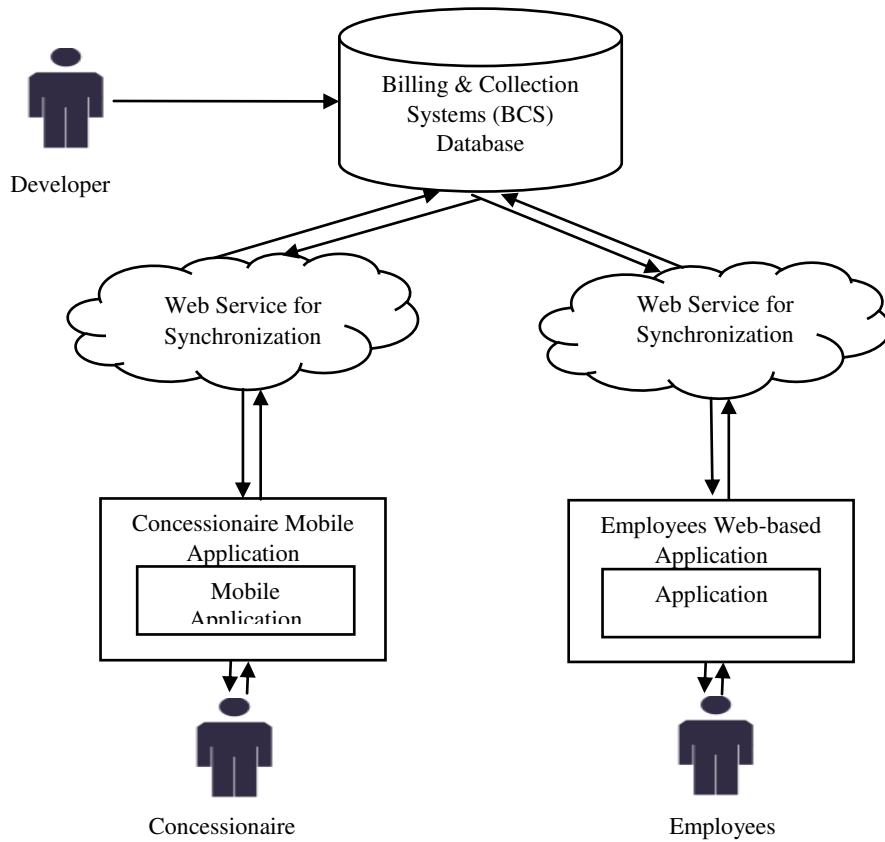 Billing & Collection
Systems (BCS)
Database
Developer
Web Service for
Synchronization
Web Service for
Synchronization
Concessionaire Mobile
Application
Mobile
Application
Employees Web-based
Application
Application
Concessionaire
Employees